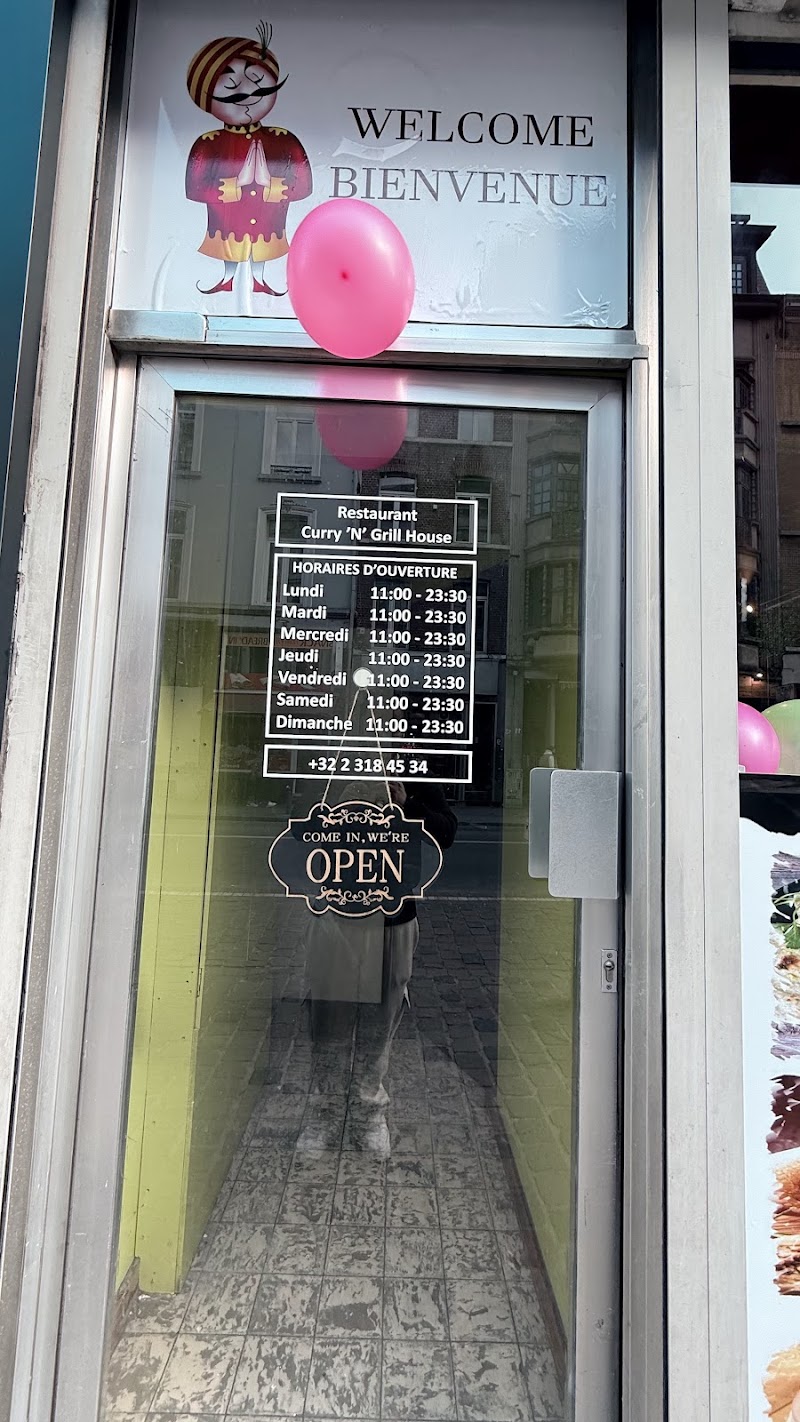 WELCOME
BIENVENUE
Restaurant
Curry 'N' Grill House
HORAIRES D'OUVERTURE
Lundi 11:00 - 23:30
Mardi 11:00 - 23:30
Mercredi 11:00 - 23:30
Jeudi 11:00 - 23:30
Vendredi 11:00 - 23:30
Samedi 11:00 - 23:30
Dimanche 11:00 - 23:30
+32 2 318 45 34
COME IN, WE'RE
OPEN